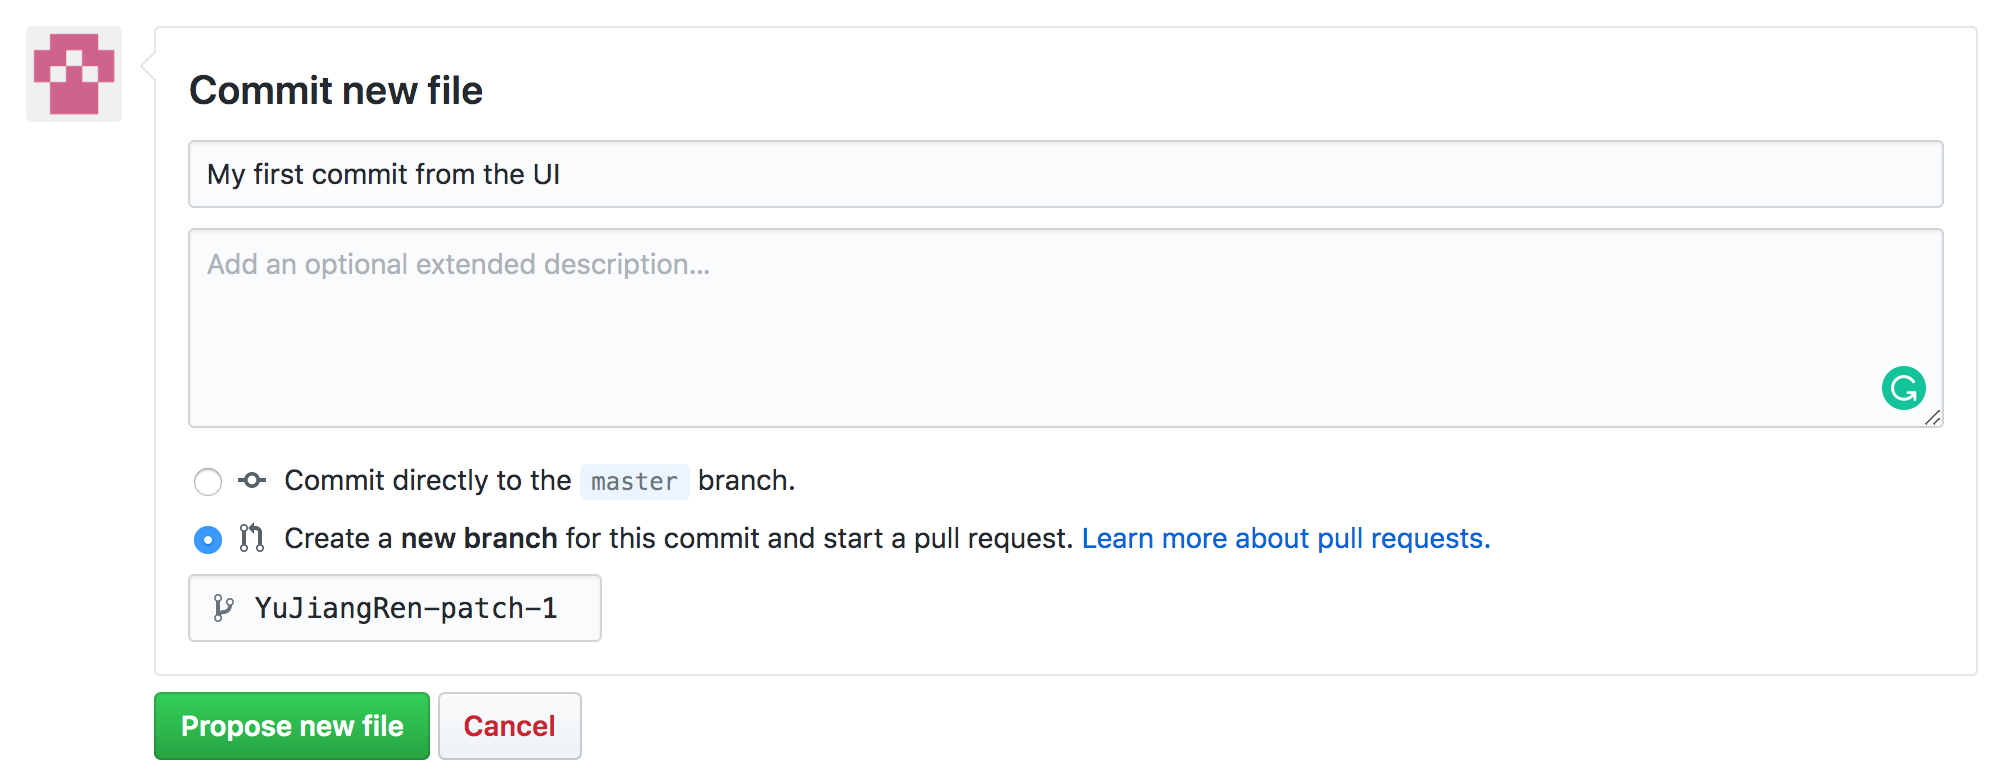 Commit new file
My first commit from the UI
Add an optional extended description...
Commit directly to the master branch.
Create a new branch for this commit and start a pull request. Learn more about pull requests.
YuJiangRen-patch-1
Propose new file Cancel